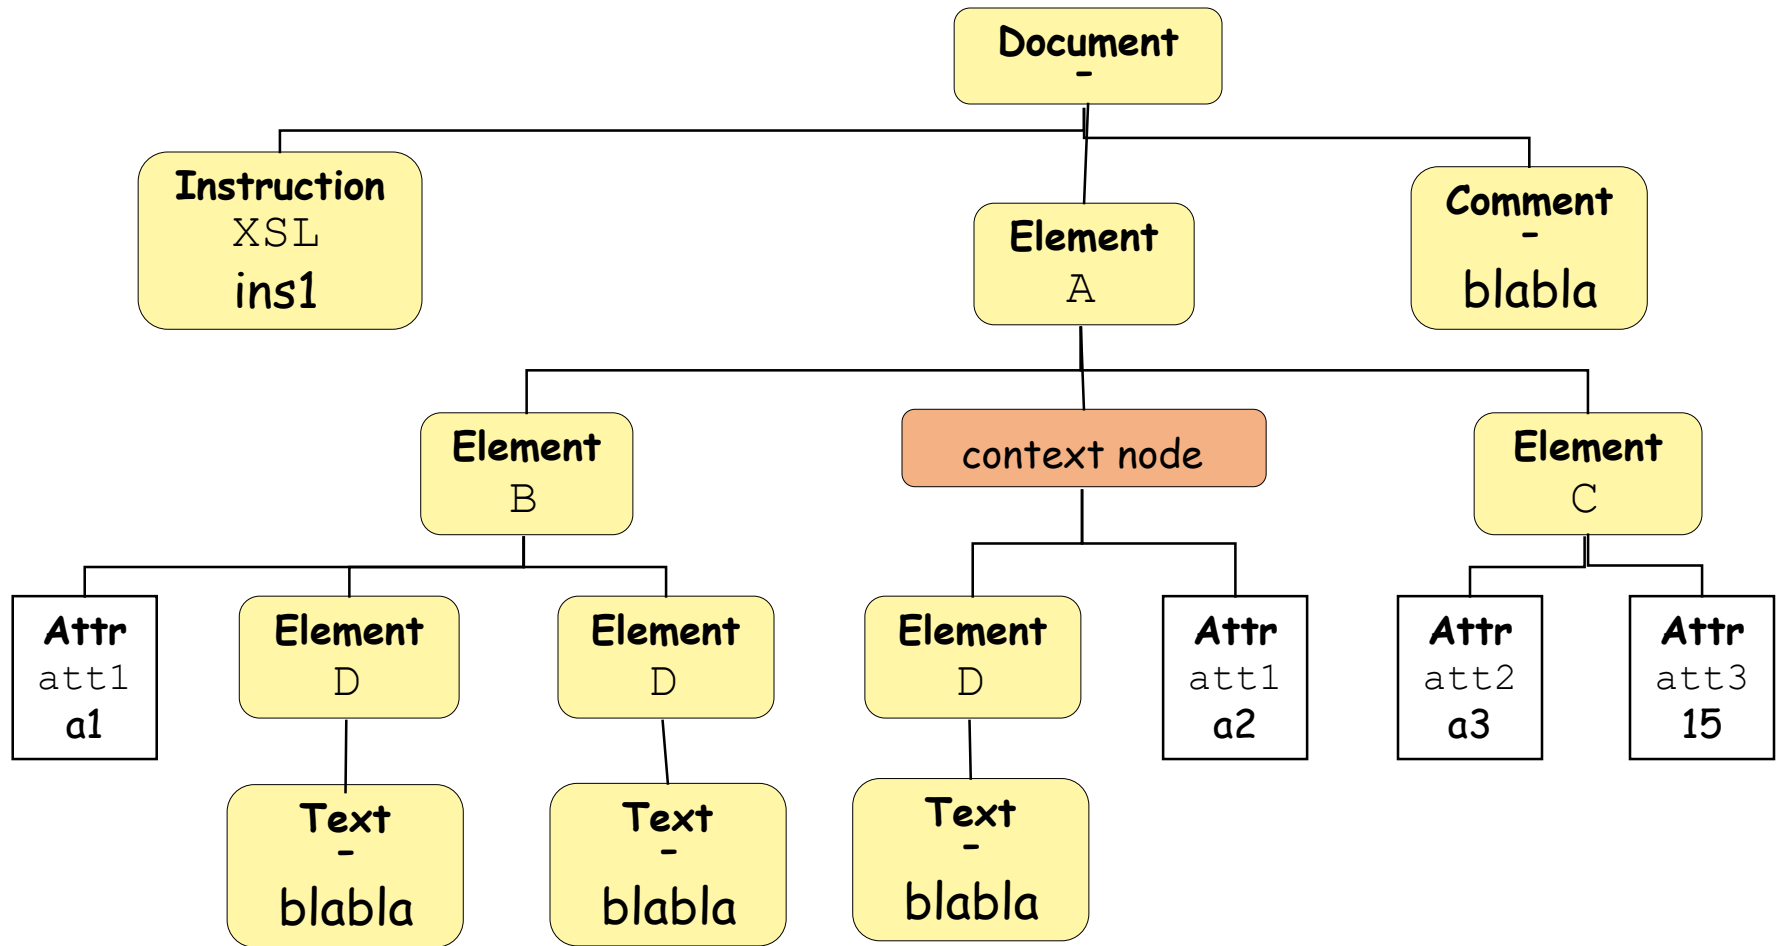 Document
-
Instruction
XSL
ins1
Element
A
Comment
-
blabla
Element
B
context node
Element
C
Attr
att1
a1
Element
D
Element
D
Element
D
Attr
att1
a2
Attr
att2
a3
Attr
att3
15
Text
-
blabla
Text
-
blabla
Text
-
blabla